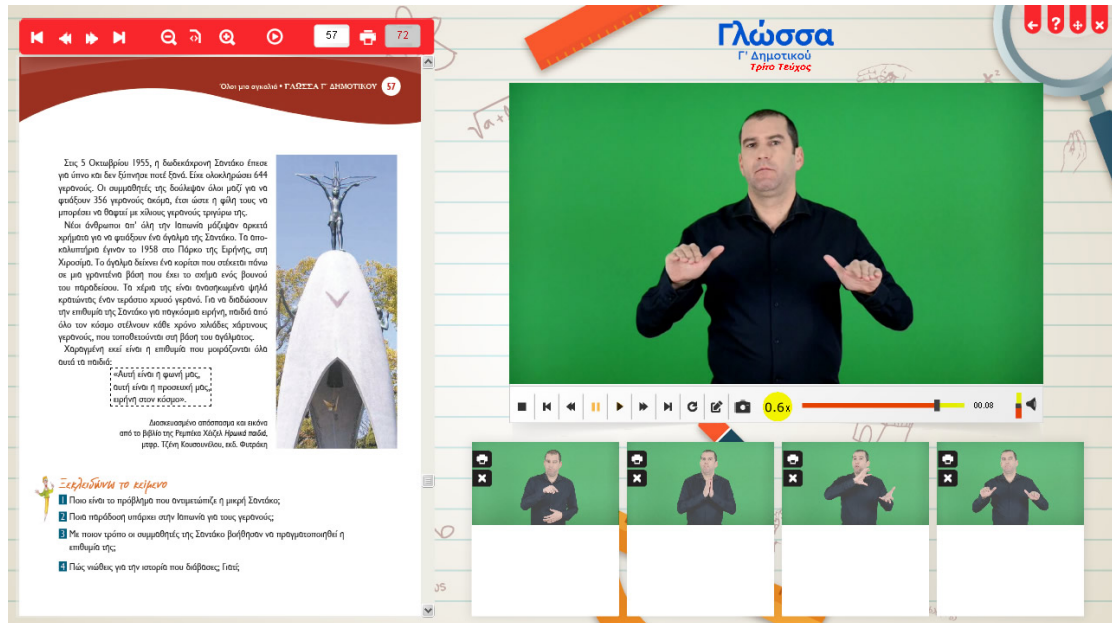 57
72
Όλοι μια αγκαλιά • ΓΛΩΣΣΑ Γ΄ ΔΗΜΟΤΙΚΟΥ 57
Στις 5 Οκτωβρίου 1955, η δωδεκάχρονη Σαντάκο έπεσε
για ύπνο και δεν ξύπνησε ποτέ ξανά. Είχε ολοκληρώσει 644
γερανούς. Οι συμμαθητές της δούλεψαν όλοι μαζί για να
φτιάξουν 356 γερανούς ακόμα, έτσι ώστε η φίλη τους να
μπορέσει να θαφτεί με χίλιους γερανούς τριγύρω της.
Νέοι άνθρωποι απ' όλη την Ιαπωνία μάζεψαν αρκετά
χρήματα για να φτιάξουν ένα άγαλμα της Σαντάκο. Τα απο-
καλυπτήρια έγιναν το 1958 στο Πάρκο της Ειρήνης, στη
Χιροσίμα. Το άγαλμα δείχνει ένα κορίτσι που στέκεται πάνω
σε μια γρανιτένια βάση που έχει το σχήμα ενός βουνού
του παραδείσου. Τα χέρια της είναι ανασηκωμένα ψηλά
κρατώντας έναν τεράστιο χρυσό γερανό. Για να διαδώσουν
την επιθυμία της Σαντάκο για παγκόσμια ειρήνη, παιδιά από
όλο τον κόσμο στέλνουν κάθε χρόνο χιλιάδες χάρτινους
γερανούς, που τοποθετούνται στη βάση του αγάλματος.
Χαραγμένη εκεί είναι η επιθυμία που μοιράζονται όλα
αυτά τα παιδιά:
«Αυτή είναι η φωνή μας,
αυτή είναι η προσευχή μας,
ειρήνη στον κόσμο».
Διασκευασμένο απόσπασμα και εικόνα
από το βιβλίο της Ρεμπέκα Χέιζελ Ηρωικά παιδιά,
μτφρ. Τζένη Κουσουνέλου, εκδ. Φυτράκη
Ξεκλειδώνω το κείμενο
1 Ποιο είναι το πρόβλημα που αντιμετώπιζε η μικρή Σαντάκο;
2 Ποια παράδοση υπάρχει στην Ιαπωνία για τους γερανούς;
3 Με ποιον τρόπο οι συμμαθητές της Σαντάκο βοήθησαν να πραγματοποιηθεί η
επιθυμία της;
4 Πώς νιώθεις για την ιστορία που διάβασες; Γιατί;
Γλώσσα
Γ' Δημοτικού
Τρίτο Τεύχος
0.6x
00.08